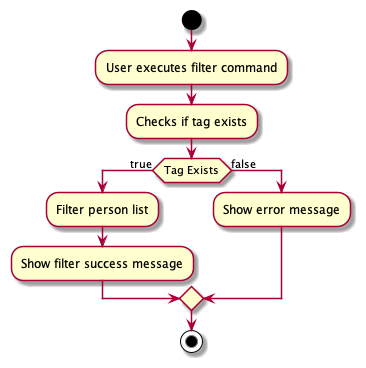 User executes filter command
Checks if tag exists
true
Tag Exists
false
Filter person list
Show error message
Show filter success message